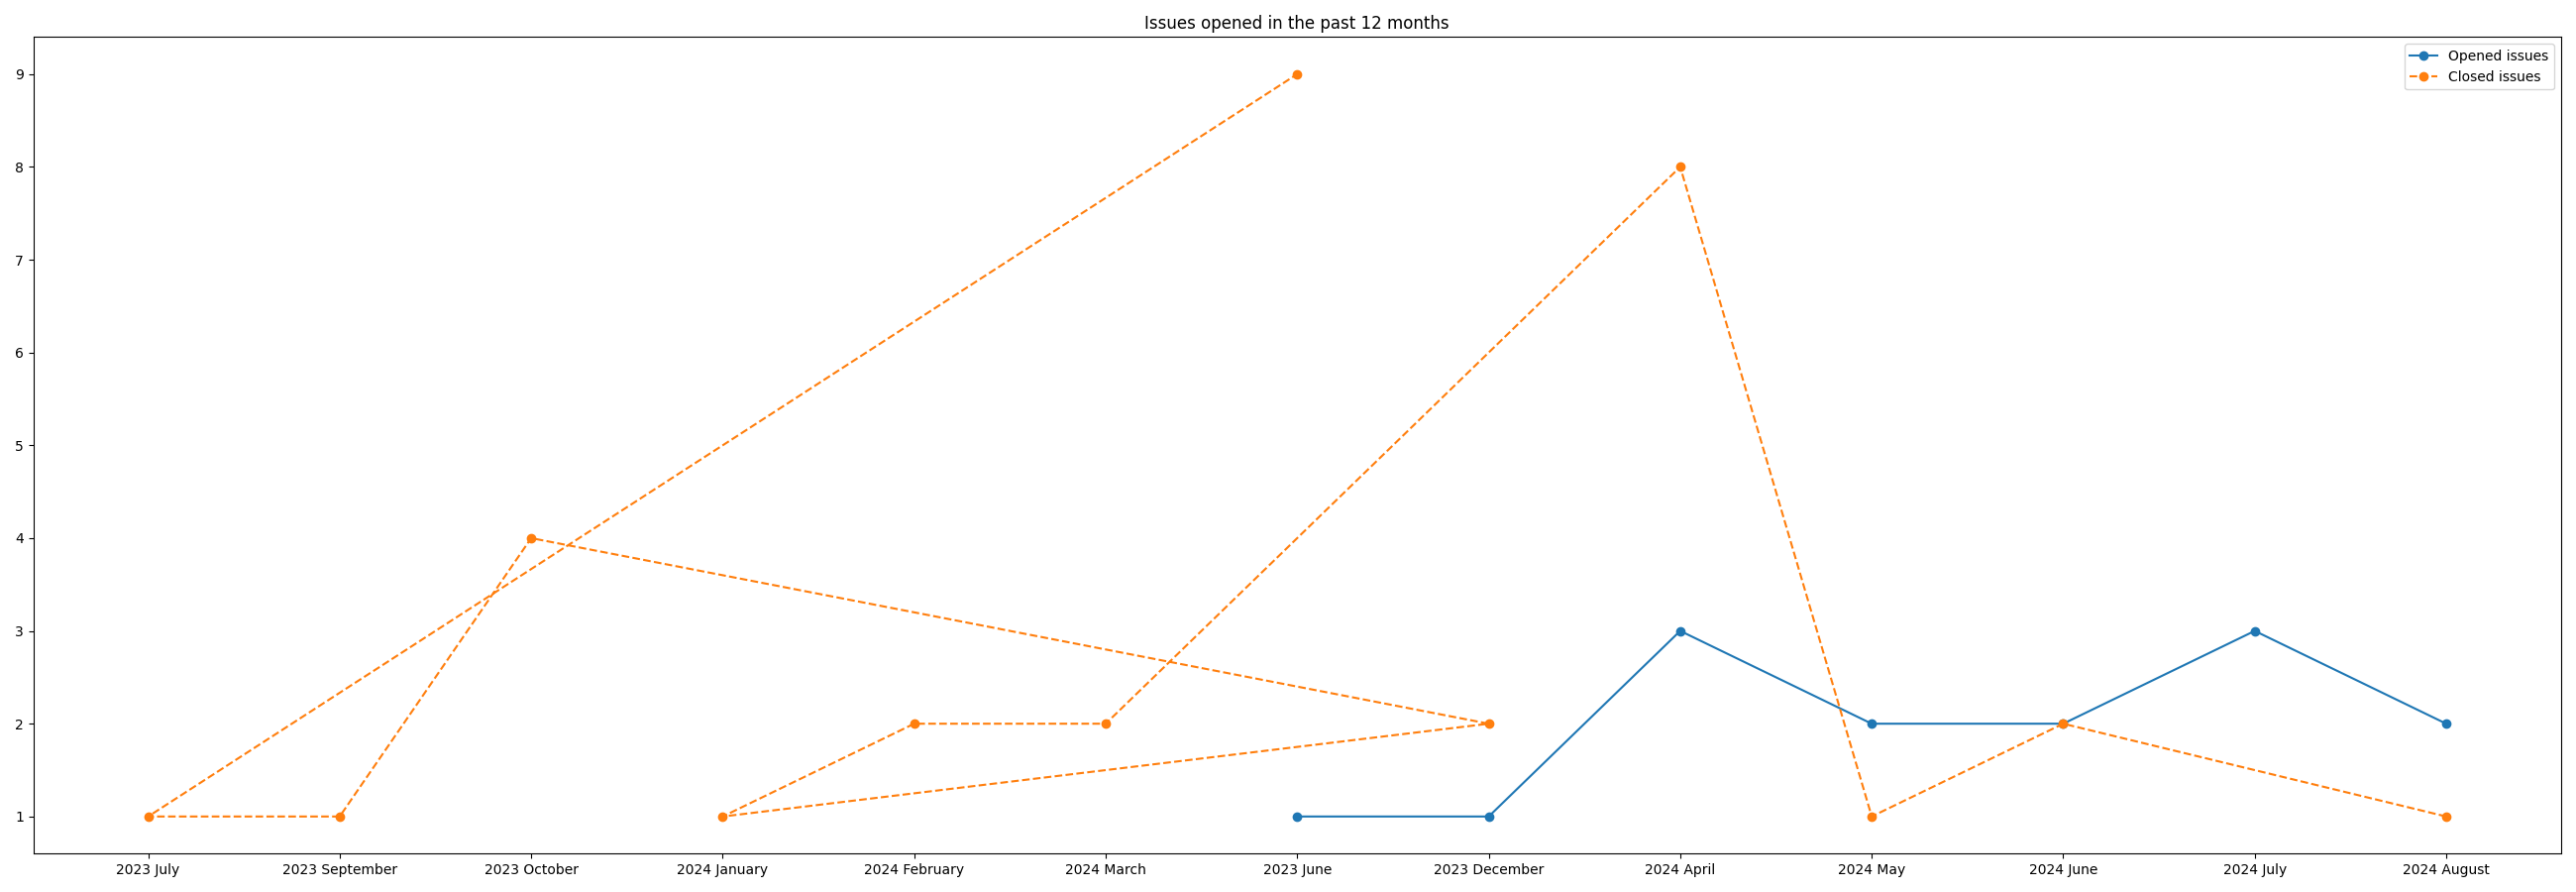 Issues opened in the past 12 months
Opened issues
Closed issues
9
8
7
6
5
4
3
2
1
2023 July 2023 September 2023 October 2024 January 2024 February 2024 March 2023 June 2023 December 2024 April 2024 May 2024 June 2024 July 2024 August